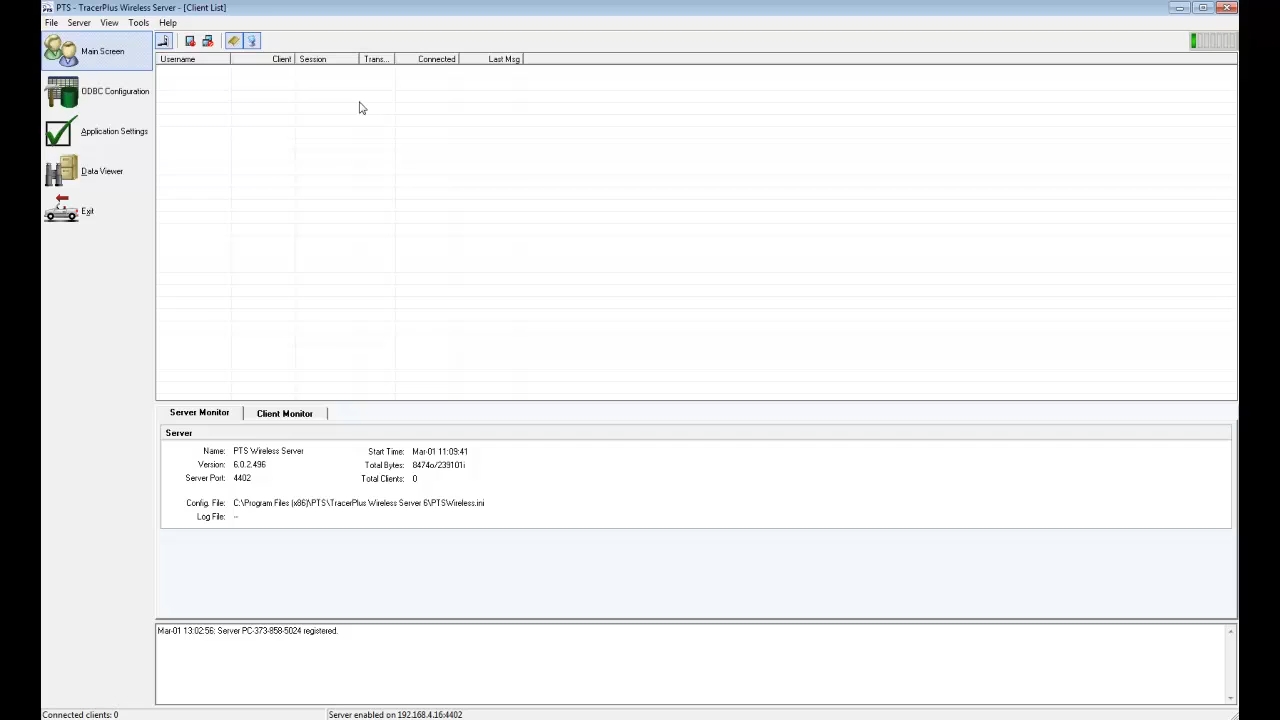 PTS - TracerPlus Wireless Server - [Client List]
File Server View Tools Help
Main Screen
ODBC Configuration
Application Settings
Data Viewer
Exit
Username Client Session Trans... Connected Last Msg
Server Monitor Client Monitor
Server
Name: PTS Wireless Server Start Time: Mar-01 11:09:41
Version: 6.0.2.496 Total Bytes: 8474o/239101i
Server Port: 4402 Total Clients: 0
Config. File: C:\Program Files (x86)\PTS\TracerPlus Wireless Server 6\PTSWireless.ini
Log File: --
Mar-01 13:02:56: Server PC-373-858-5024 registered.
Connected clients: 0 Server enabled on 192.168.4.16:4402